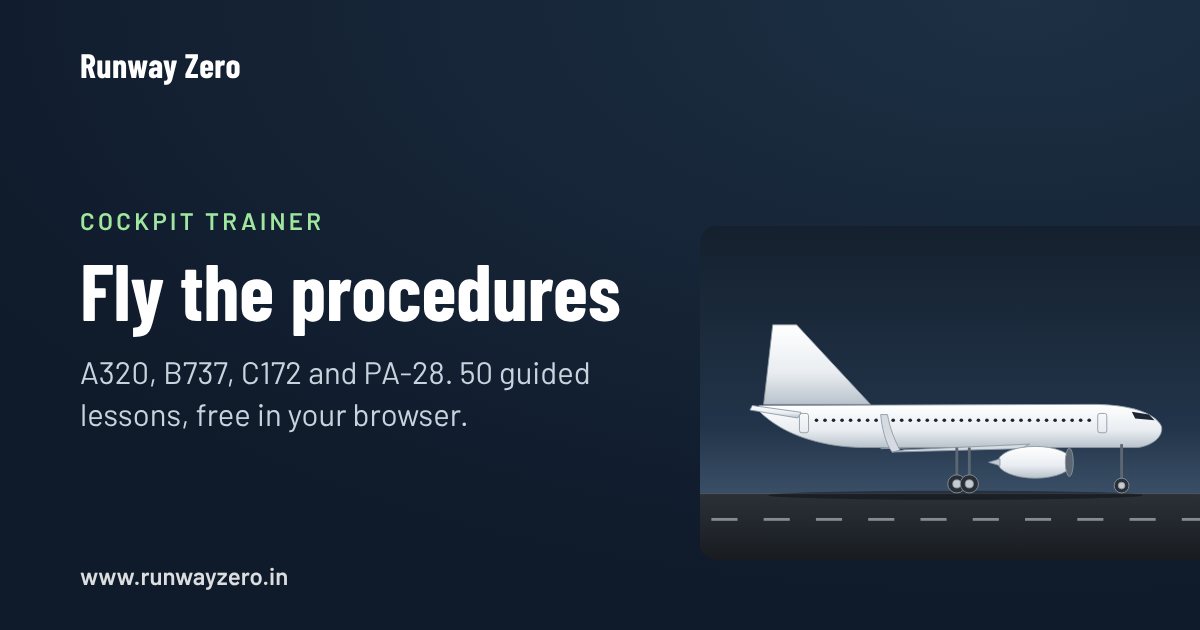 Runway Zero
COCKPIT TRAINER
Fly the procedures
A320, B737, C172 and PA-28. 50 guided
lessons, free in your browser.
www.runwayzero.in